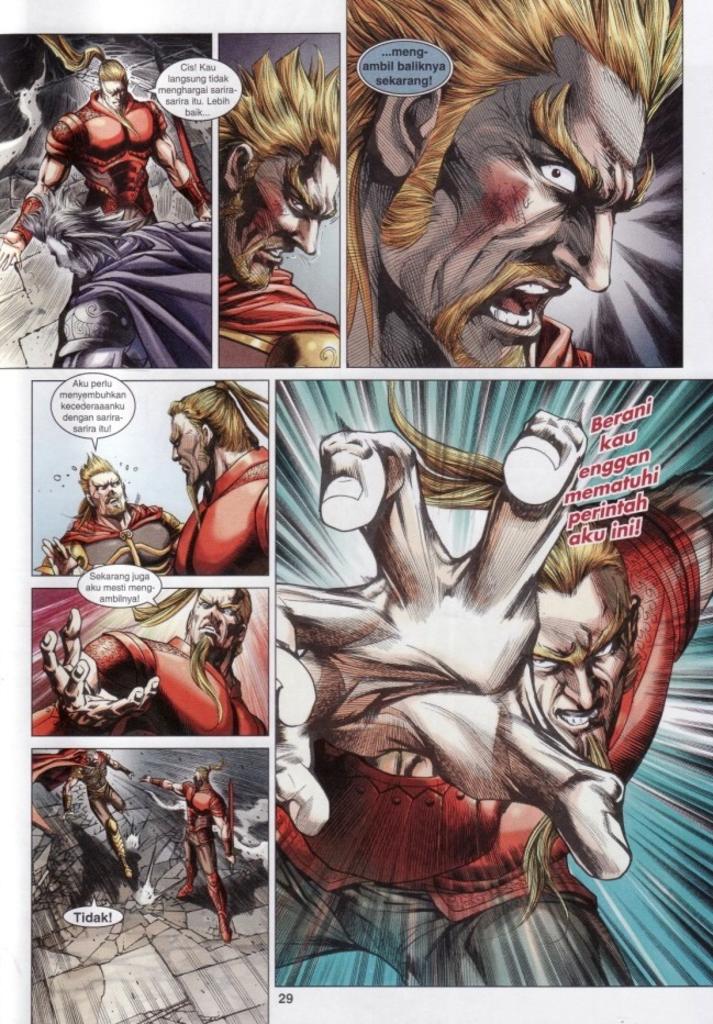 Cis! Kau
langsung tidak
menghargai sarira-
sarira itu. Lebih
baik...
...meng-
ambil baliknya
sekarang!
Aku perlu
menyembuhkan
kecederaaanku
dengan sarira-
sarira itu!
Sekarang juga
aku mesti meng-
ambilnya!
Tidak!
Berani
kau
enggan
mematuhi
perintah
aku ini!
29